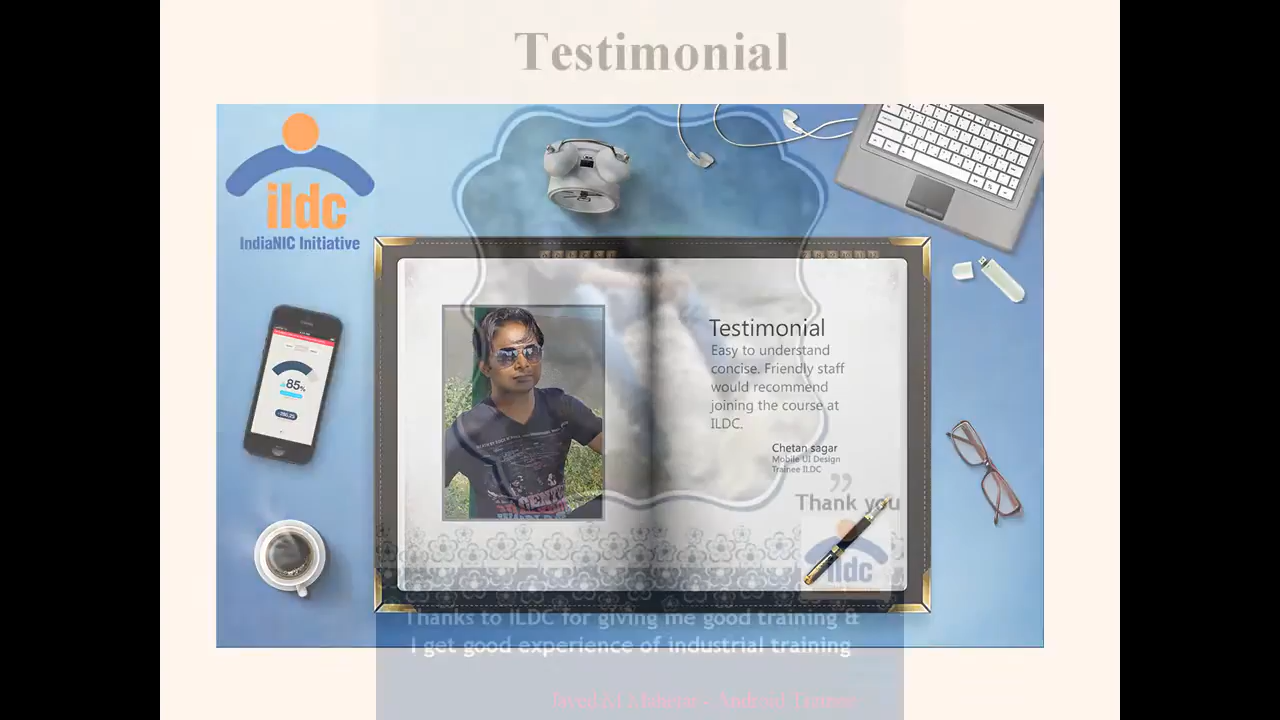 Testimonial
ildc
IndiaNIC Initiative
85%
Testimonial
Easy to understand
concise. Friendly staff
would recommend
joining the course at
ILDC.
Chetan sagar
Mobile UI Design
Trainee ILDC
Thank you
ildc
Thanks to ILDC for giving me good training &
I get good experience of industrial training
Android Trainee